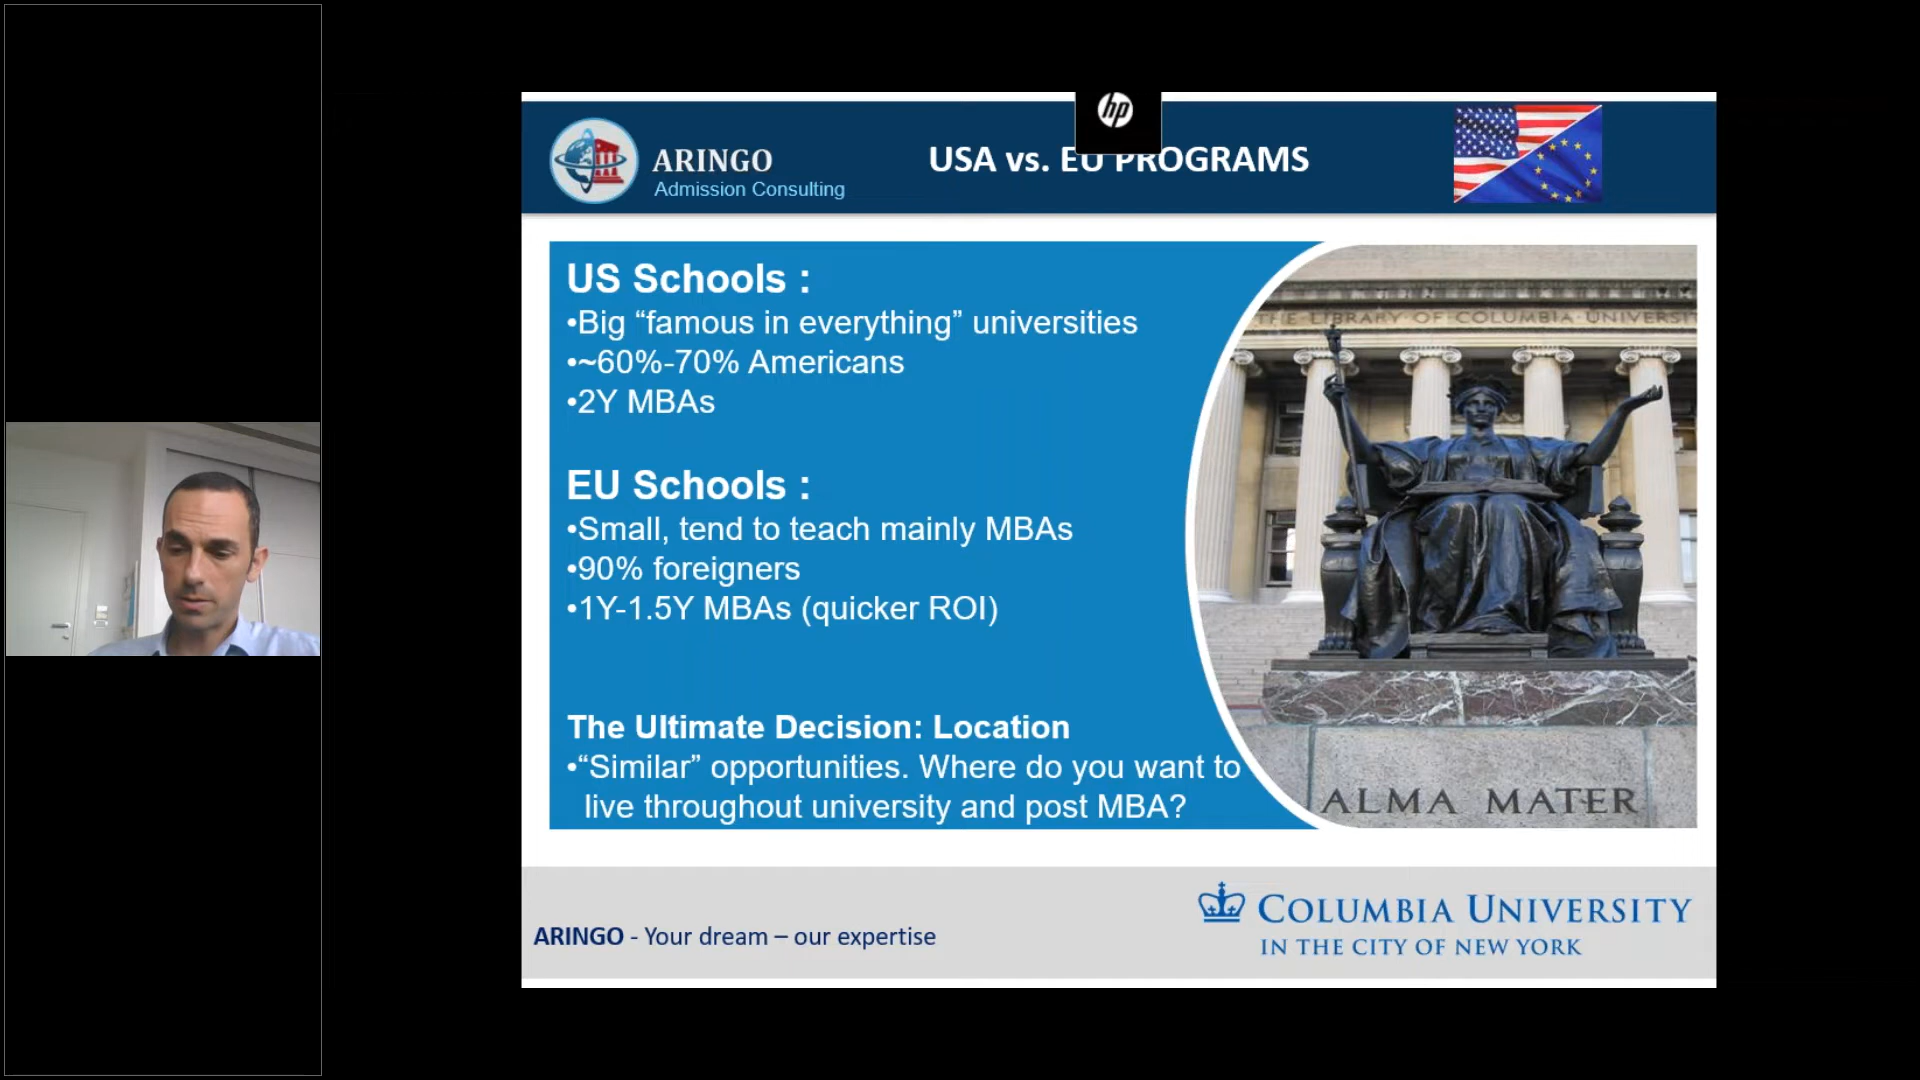 hp
ARINGO
Admission Consulting
USA vs. EU PROGRAMS
US Schools :
•Big “famous in everything” universities
•~60%-70% Americans
•2Y MBAs
EU Schools :
•Small, tend to teach mainly MBAs
•90% foreigners
•1Y-1.5Y MBAs (quicker ROI)
The Ultimate Decision: Location
•“Similar” opportunities. Where do you want to
live throughout university and post MBA?
THE LIBRARY OF COLUMBIA UNIVERSI
ALMA MATER
ARINGO - Your dream – our expertise
COLUMBIA UNIVERSITY
IN THE CITY OF NEW YORK